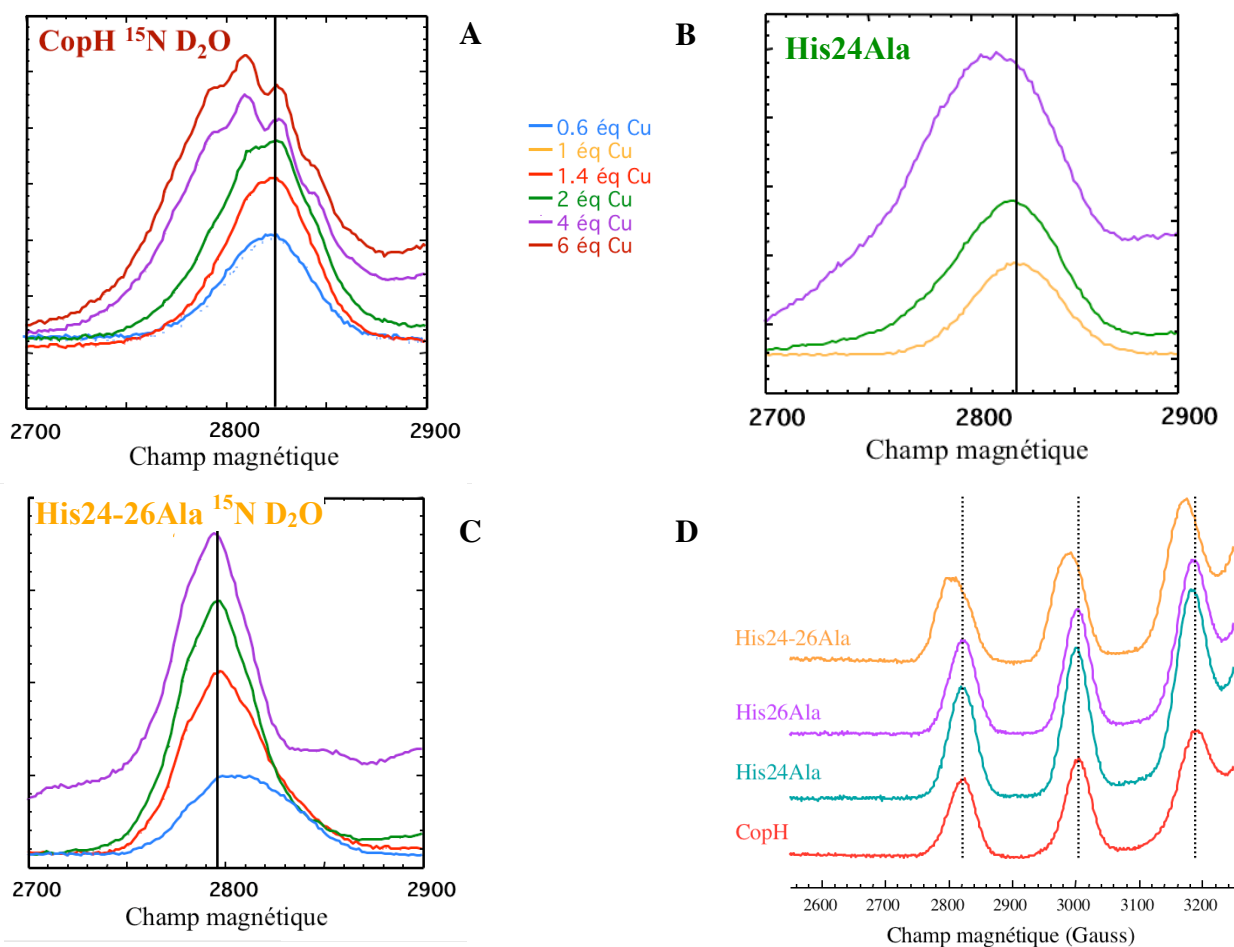 CopH ¹⁵N D₂O
A
B
His24Ala
0.6 éq Cu
1 éq Cu
1.4 éq Cu
2 éq Cu
4 éq Cu
6 éq Cu
2700 2800 2900
Champ magnétique
2700 2800 2900
Champ magnétique
His24-26Ala ¹⁵N D₂O
C
D
His24-26Ala
His26Ala
His24Ala
CopH
2700 2800 2900
Champ magnétique
2600 2700 2800 2900 3000 3100 3200
Champ magnétique (Gauss)